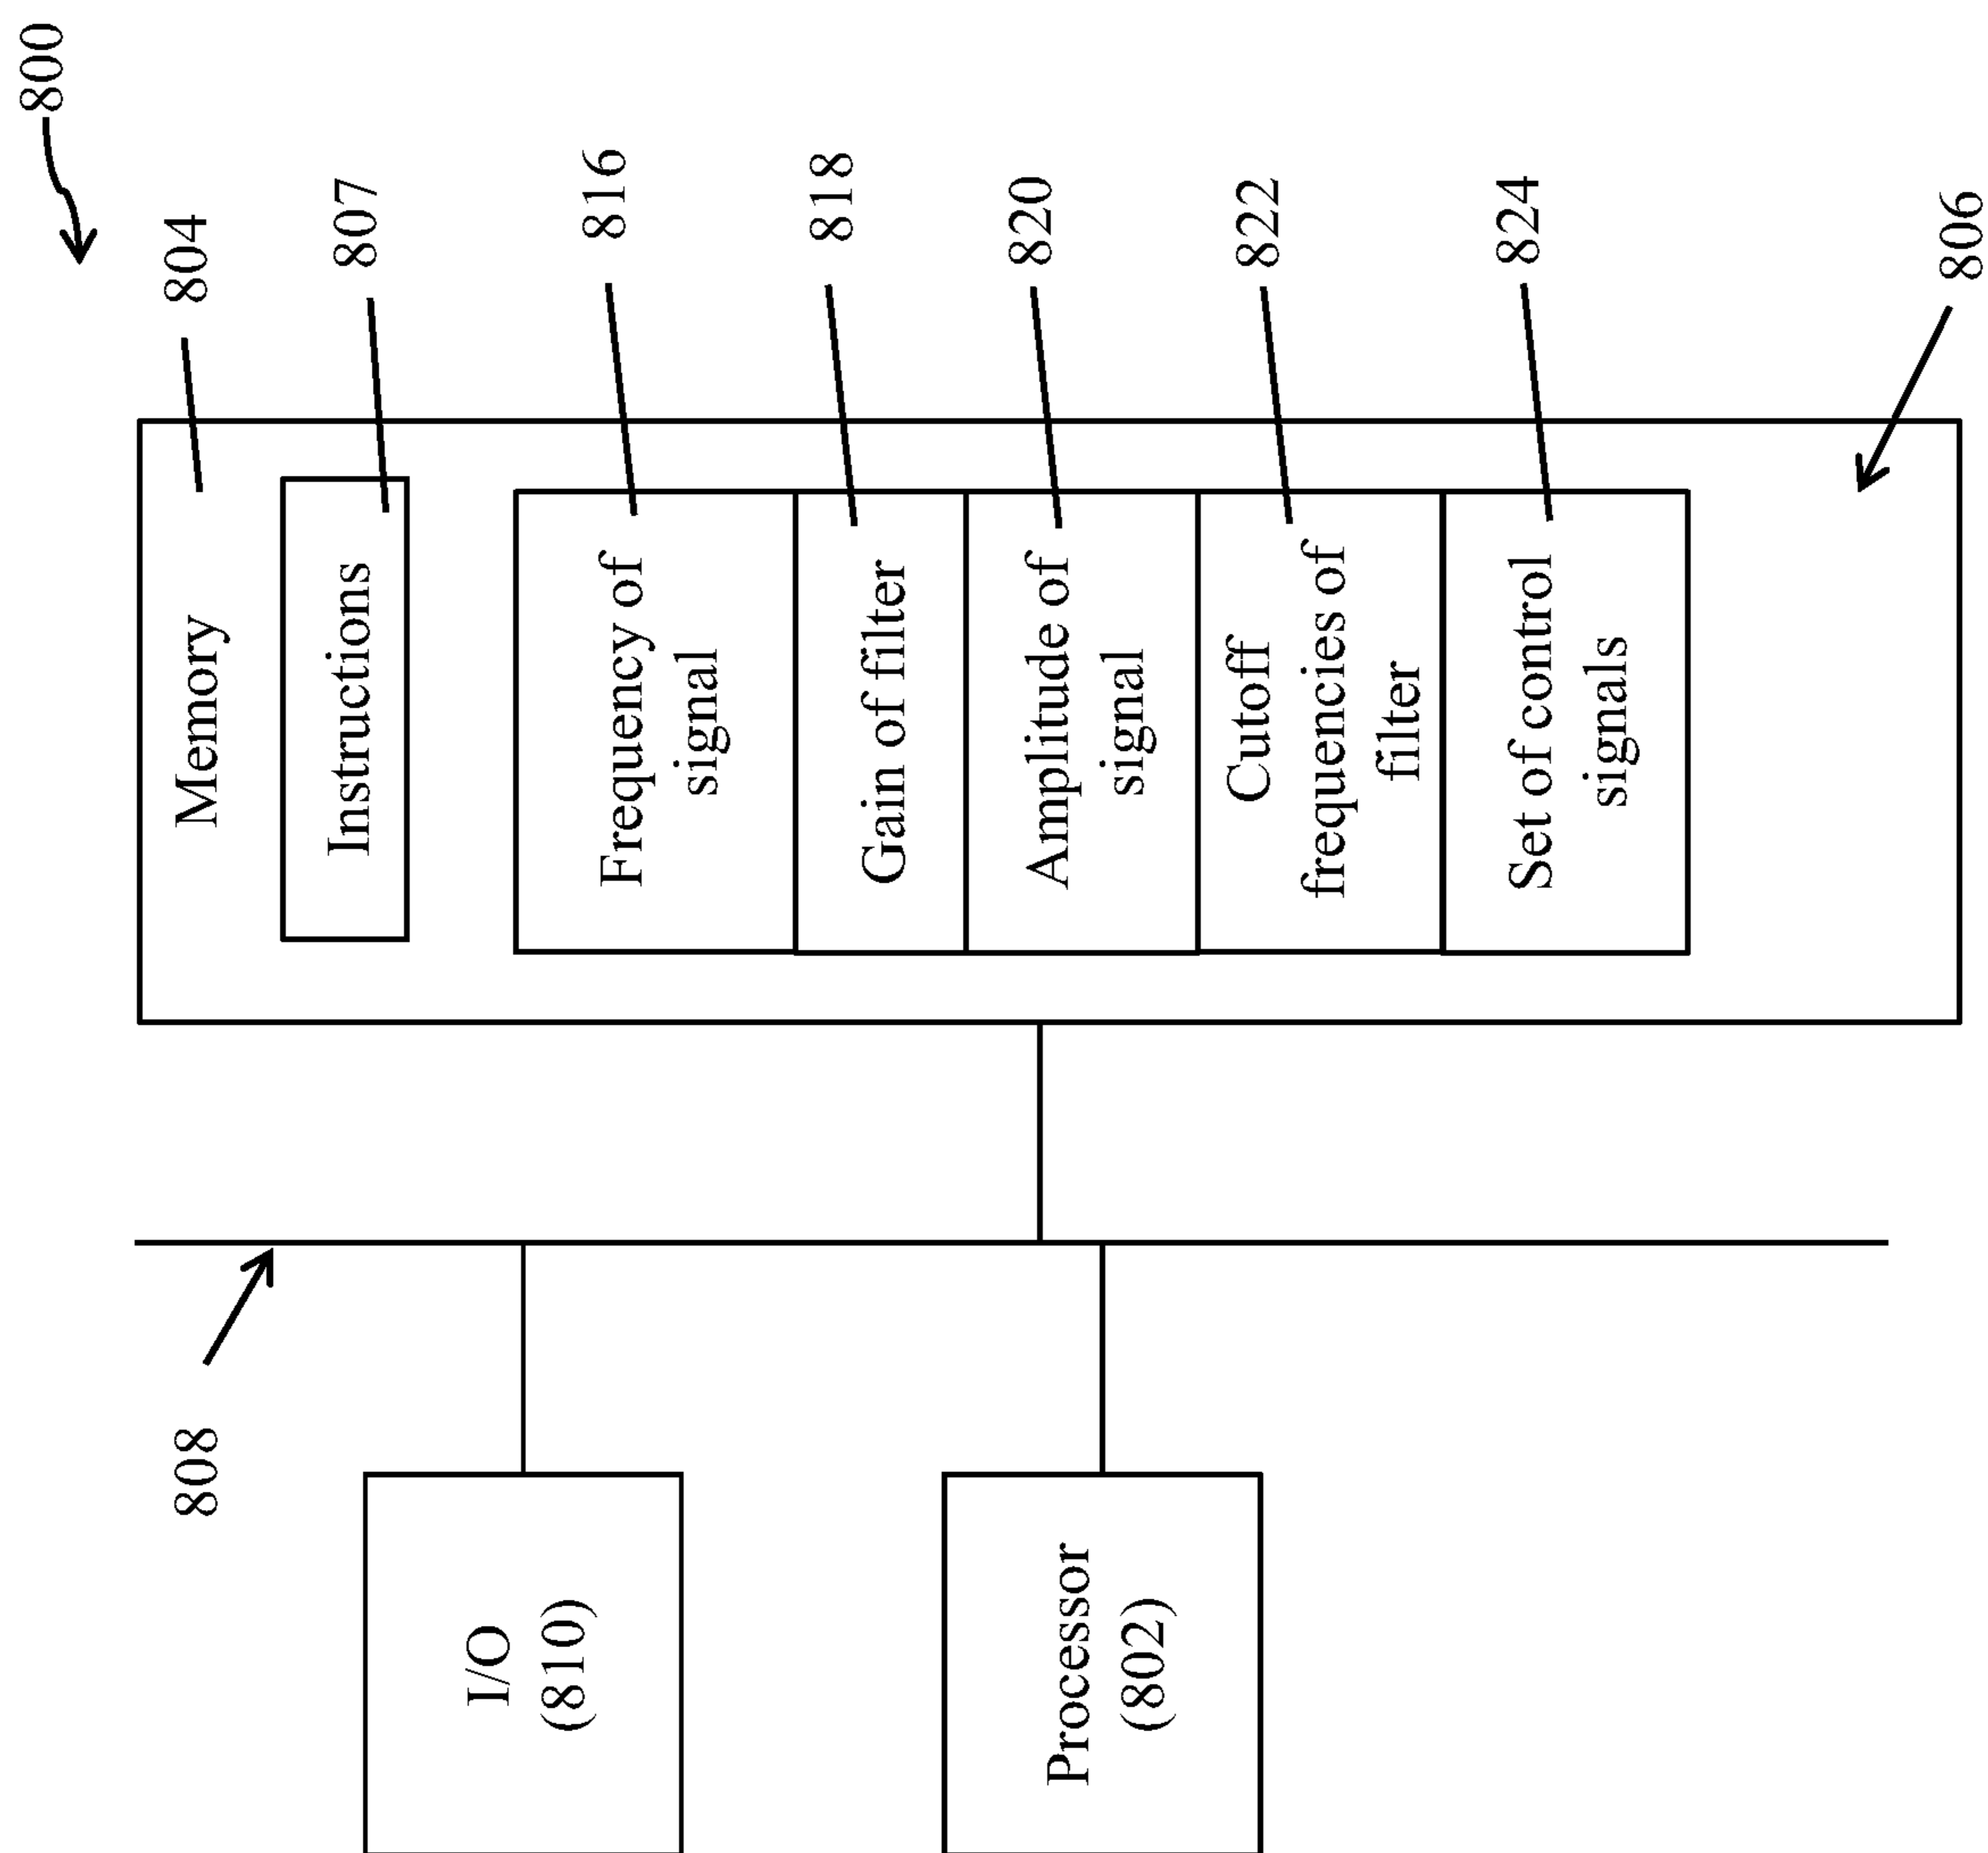 800
804
Memory
807
Instructions
816
Frequency of
signal
818
Gain of filter
820
Amplitude of
signal
822
Cutoff
frequencies of
filter
824
Set of control
signals
806
808
I/O
(810)
Processor
(802)